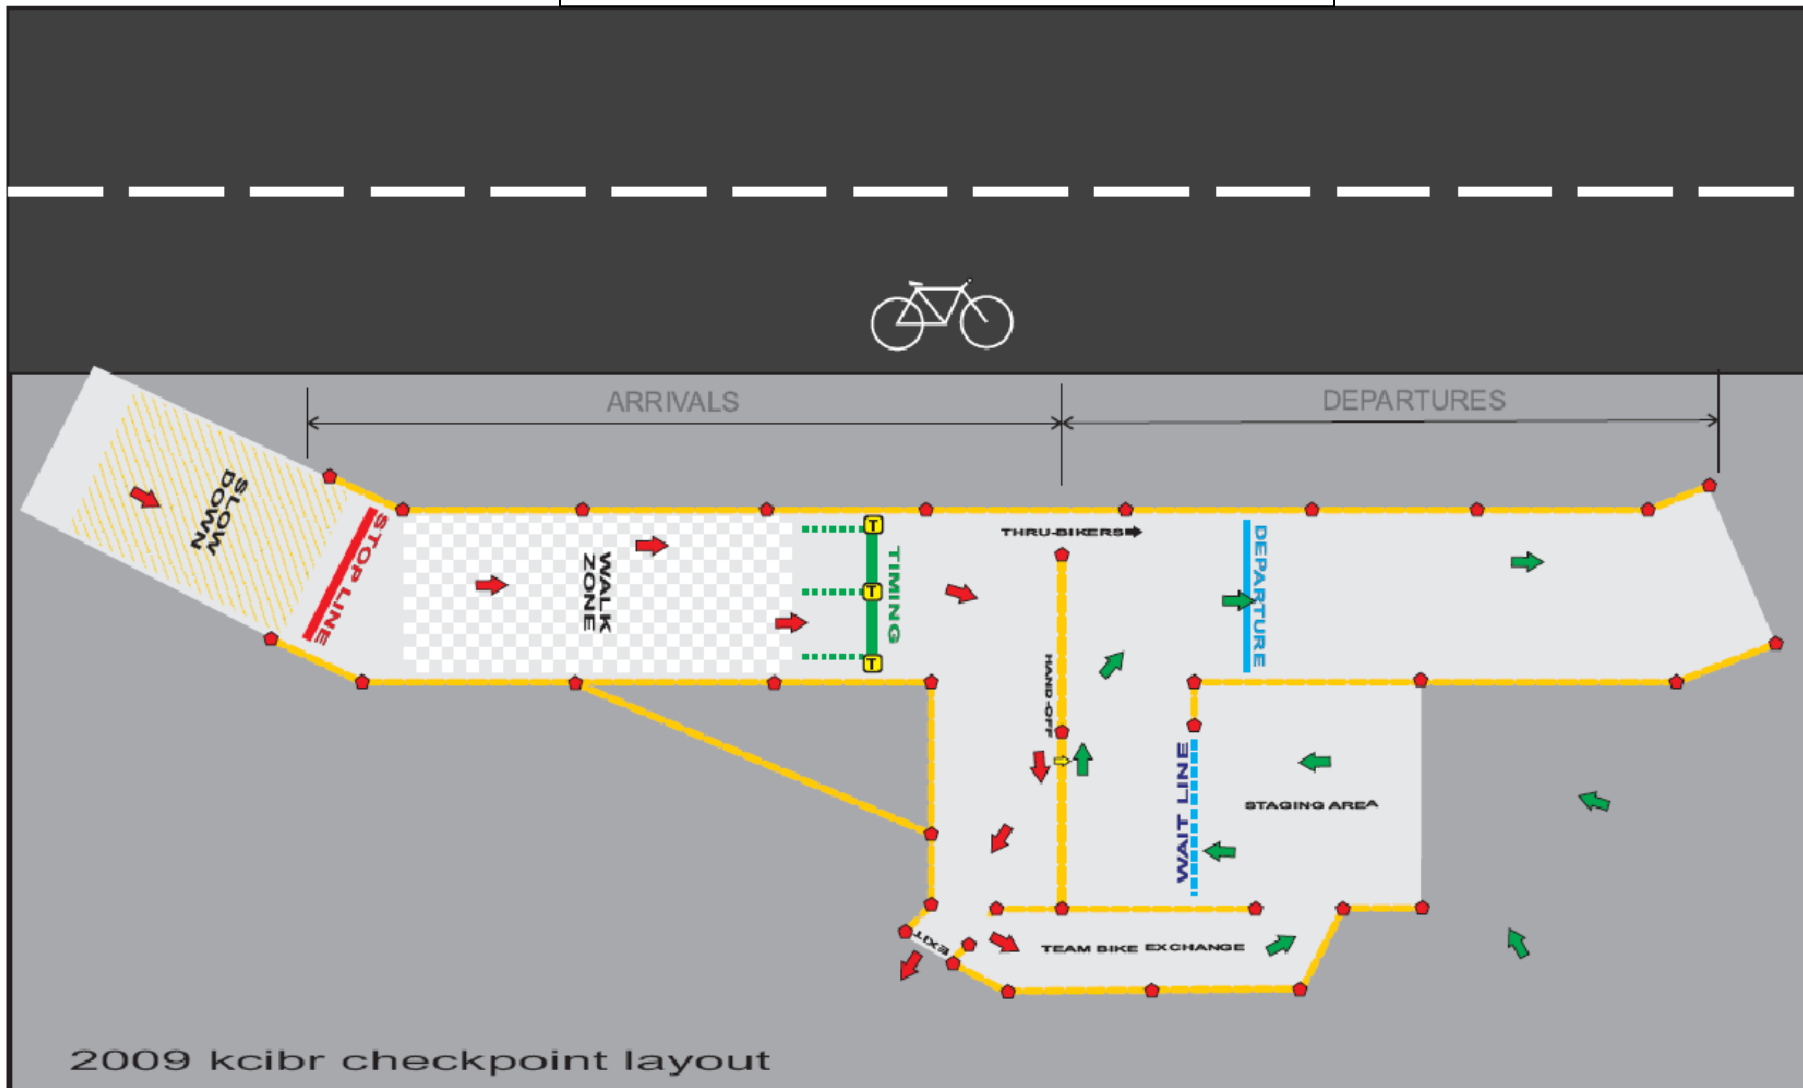 ARRIVALS
DEPARTURES
SLOW
DOWN
STOP LINE
WALK
ZONE
T
T
T
TIMING
THRU-BIKERS
HAND-OFF
DEPARTURE
WAIT LINE
STAGING AREA
EXIT
TEAM BIKE EXCHANGE
2009 kcibr checkpoint layout